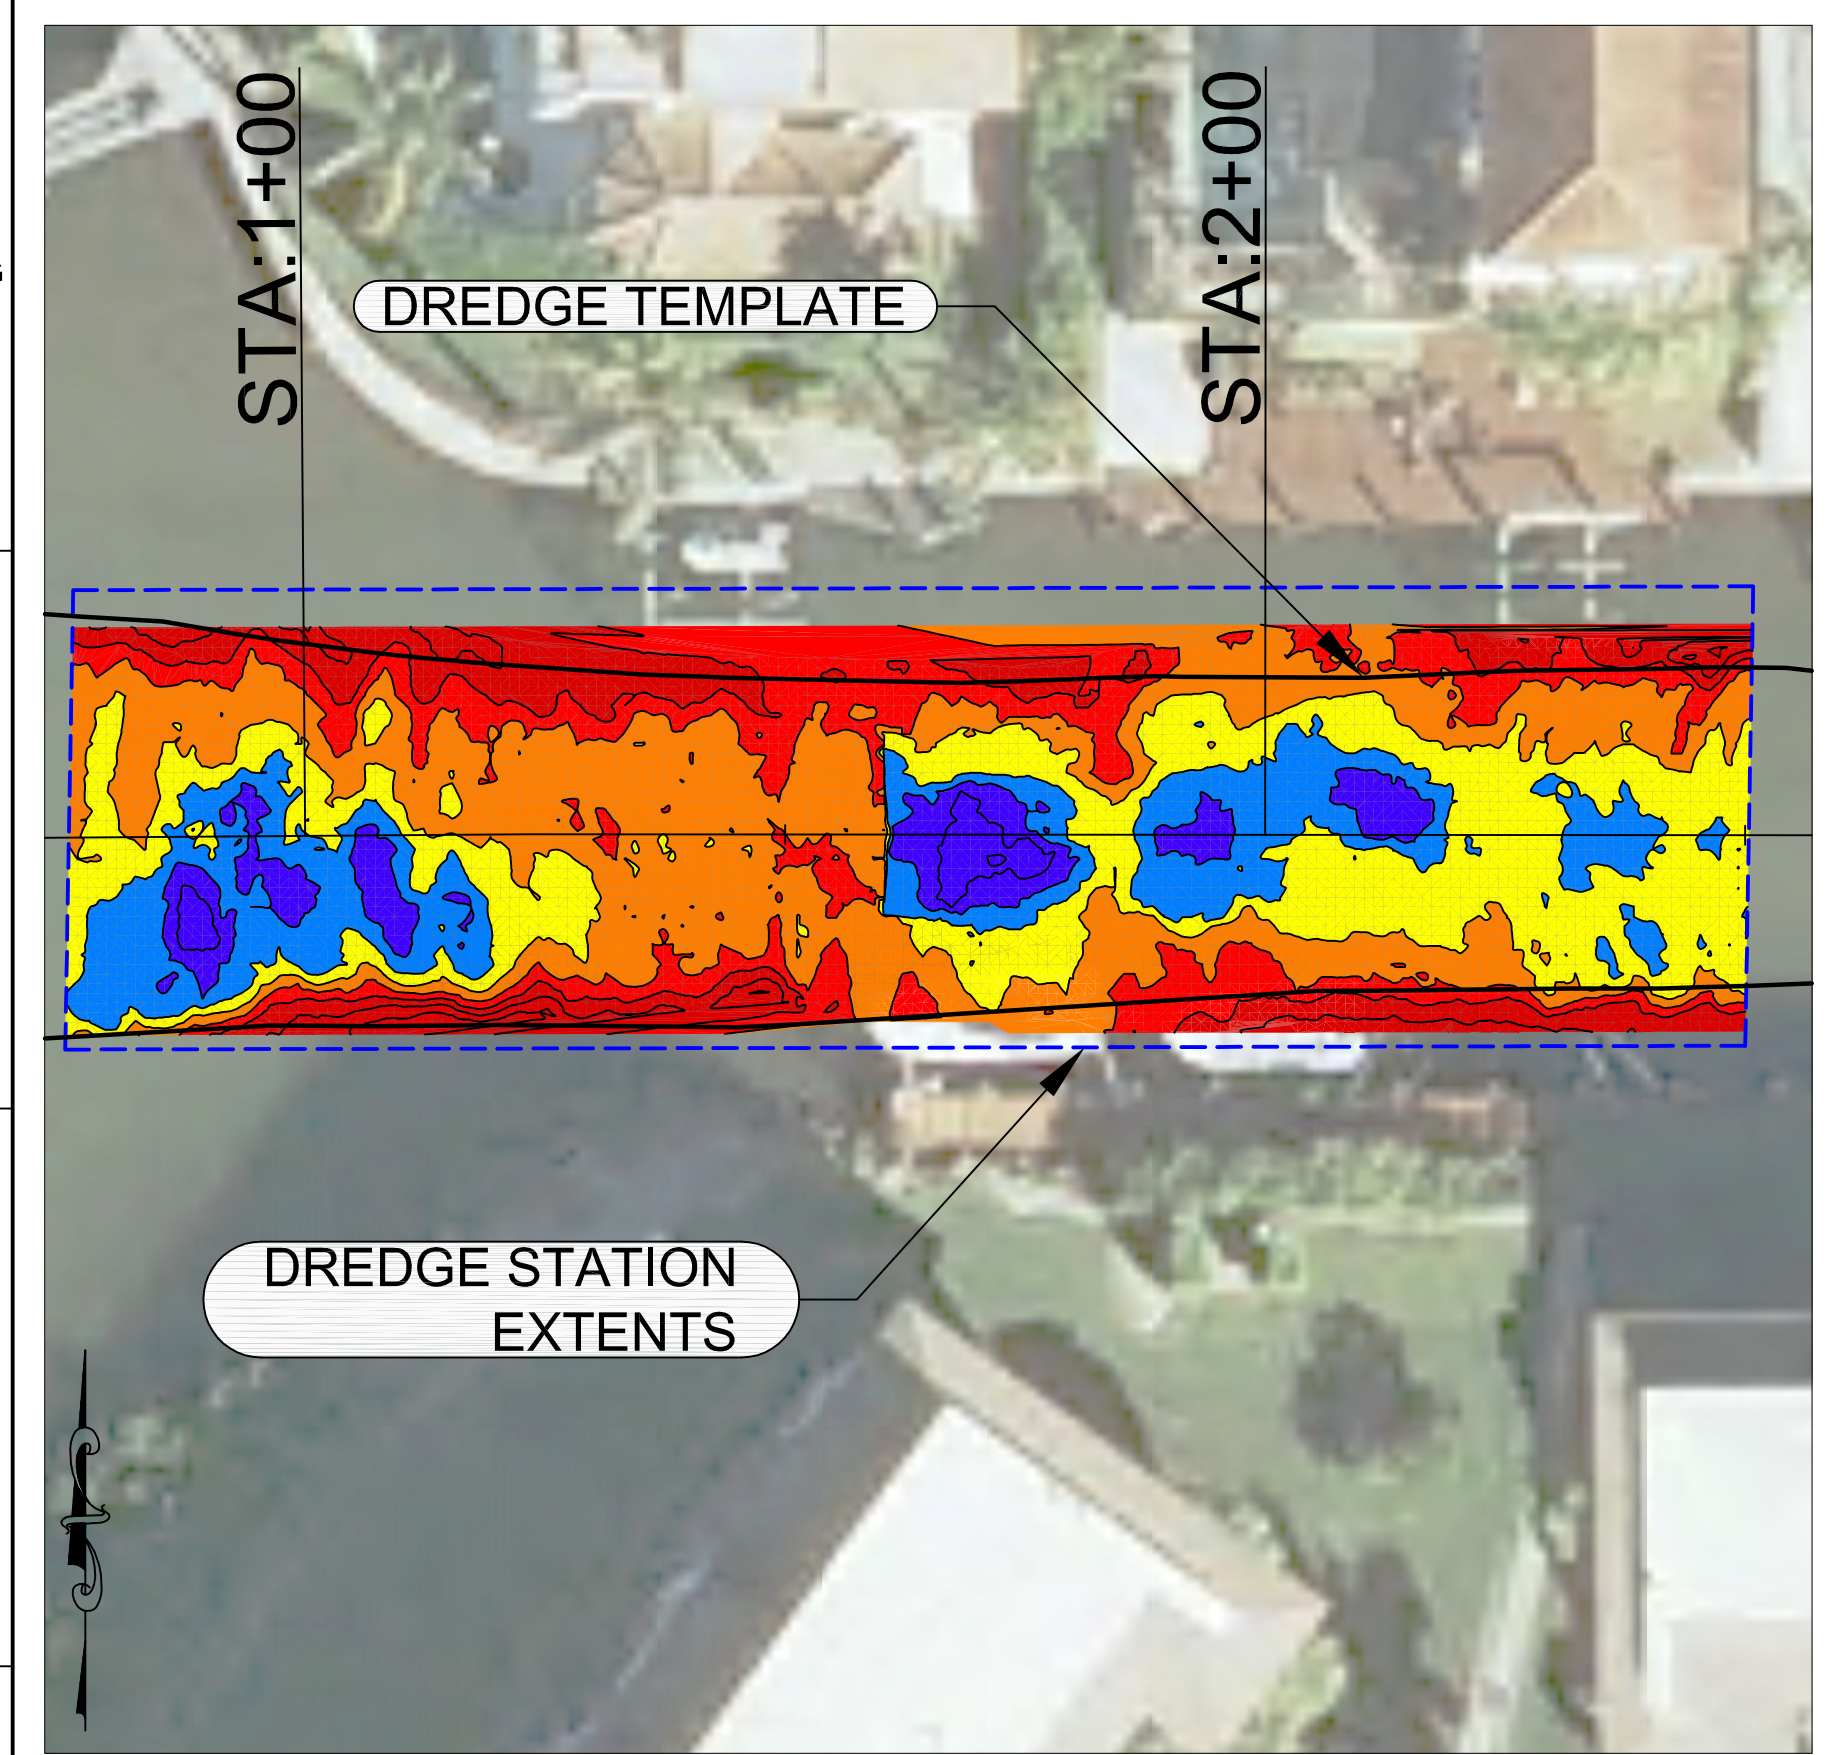 STA:1+00
STA:2+00
DREDGE TEMPLATE
DREDGE STATION
EXTENTS